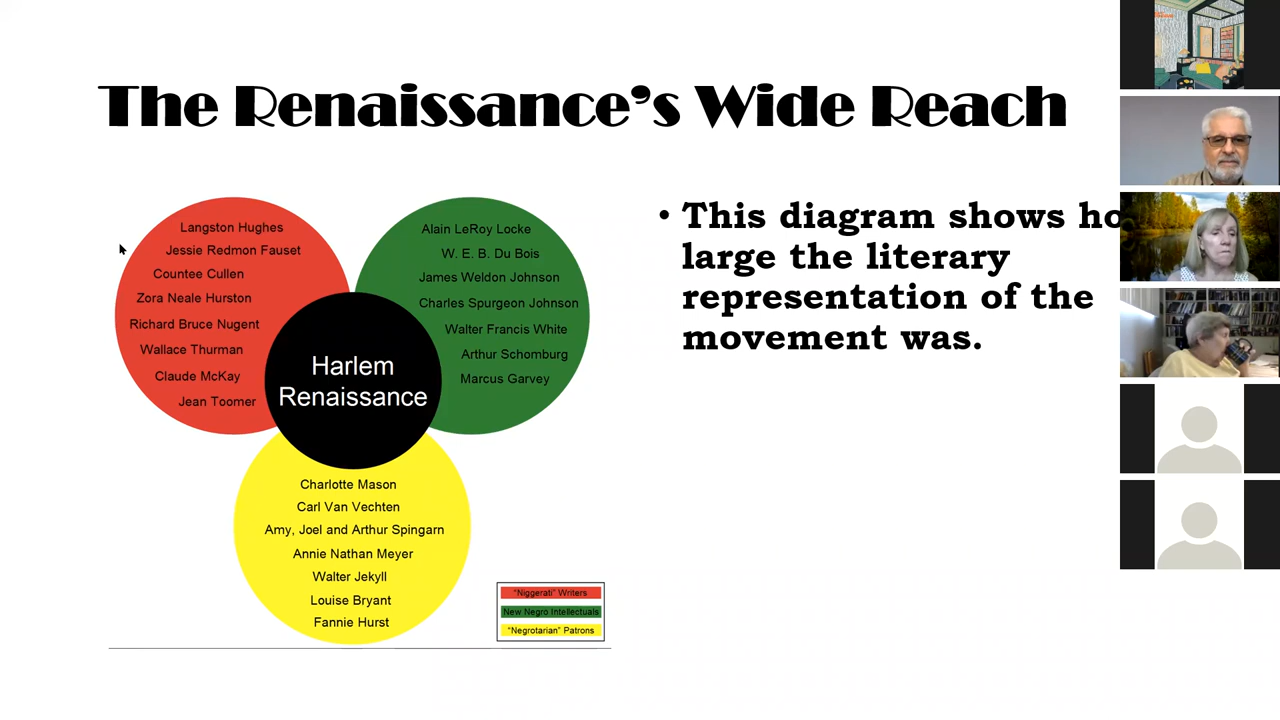 The Renaissance's Wide Reach
Langston Hughes
Jessie Redmon Fauset
Countee Cullen
Zora Neale Hurston
Richard Bruce Nugent
Wallace Thurman
Claude McKay
Jean Toomer
Alain LeRoy Locke
W. E. B. Du Bois
James Weldon Johnson
Charles Spurgeon Johnson
Walter Francis White
Arthur Schomburg
Marcus Garvey
Harlem
Renaissance
Charlotte Mason
Carl Van Vechten
Amy, Joel and Arthur Spingarn
Annie Nathan Meyer
Walter Jekyll
Louise Bryant
Fannie Hurst
"Niggerati" Writers
New Negro Intellectuals
"Negrotarian" Patrons
• This diagram shows ho
large the literary
representation of the
movement was.